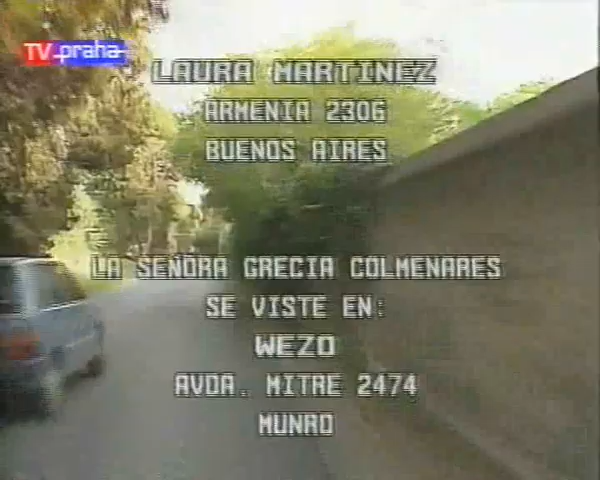 TV praha
LAURA MARTINEZ
ARMENIA 2306
BUENOS AIRES
LA SEÑORA GRECIA COLMENARES
SE VISTE EN:
WEZO
AVDA. MITRE 2474
MUNRO